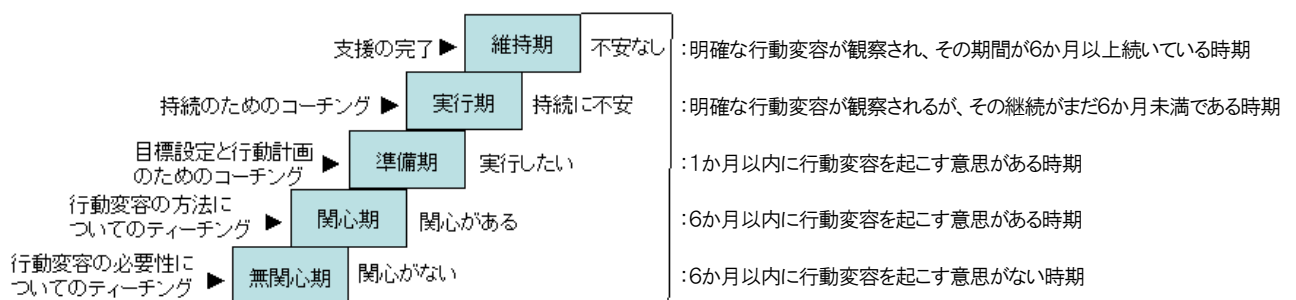 支援の完了▶ 維持期 不安なし :明確な行動変容が観察され、その期間が6か月以上続いている時期
持続のためのコーチング ▶ 実行期 持続に不安 :明確な行動変容が観察されるが、その継続がまだ6か月未満である時期
目標設定と行動計画
のためのコーチング ▶ 準備期 実行したい :1か月以内に行動変容を起こす意思がある時期
行動変容の方法に
ついてのティーチング ▶ 関心期 関心がある :6か月以内に行動変容を起こす意思がある時期
行動変容の必要性に
ついてのティーチング ▶ 無関心期 関心がない :6か月以内に行動変容を起こす意思がない時期